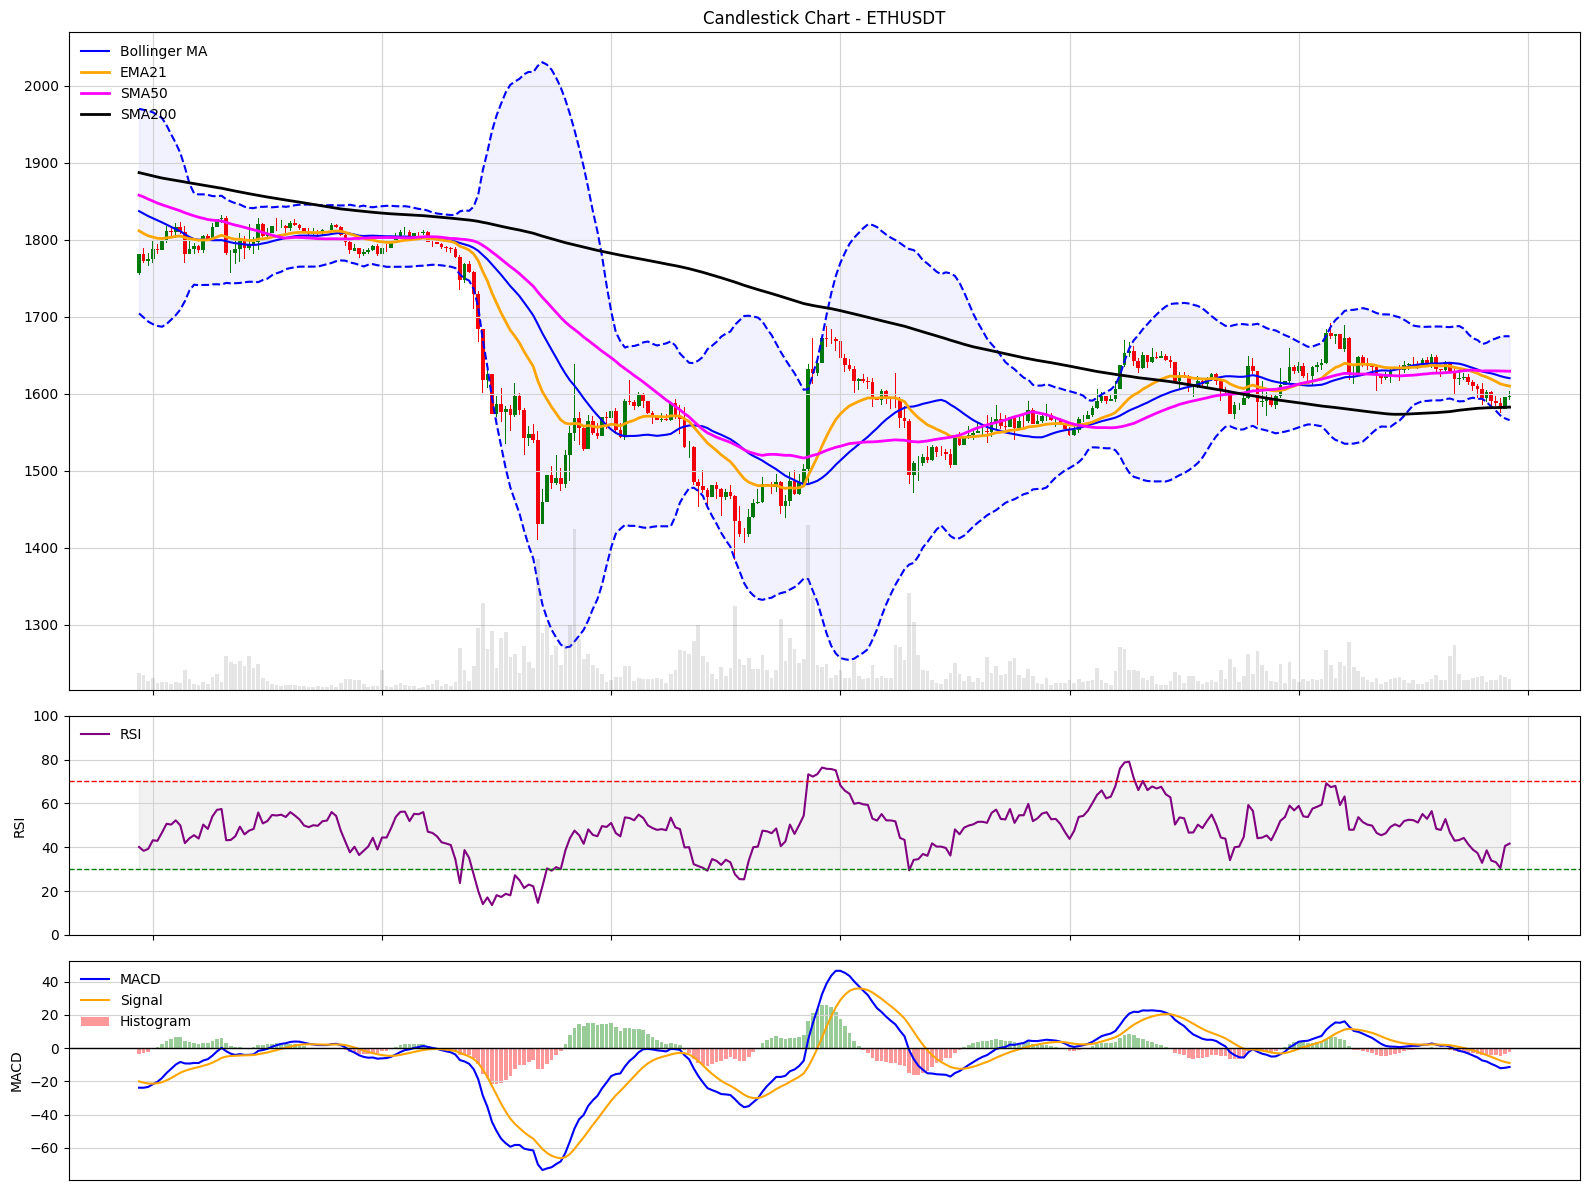 Candlestick Chart - ETHUSDT
Bollinger MA
EMA21
SMA50
SMA200
2000
1900
1800
1700
1600
1500
1400
1300
RSI
100
80
60
40
20
0
RSI
MACD
Signal
Histogram
40
20
0
−20
−40
−60
MACD